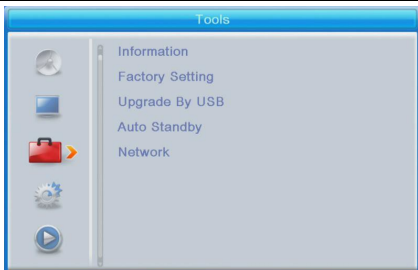 Tools
Information
Factory Setting
Upgrade By USB
Auto Standby
Network